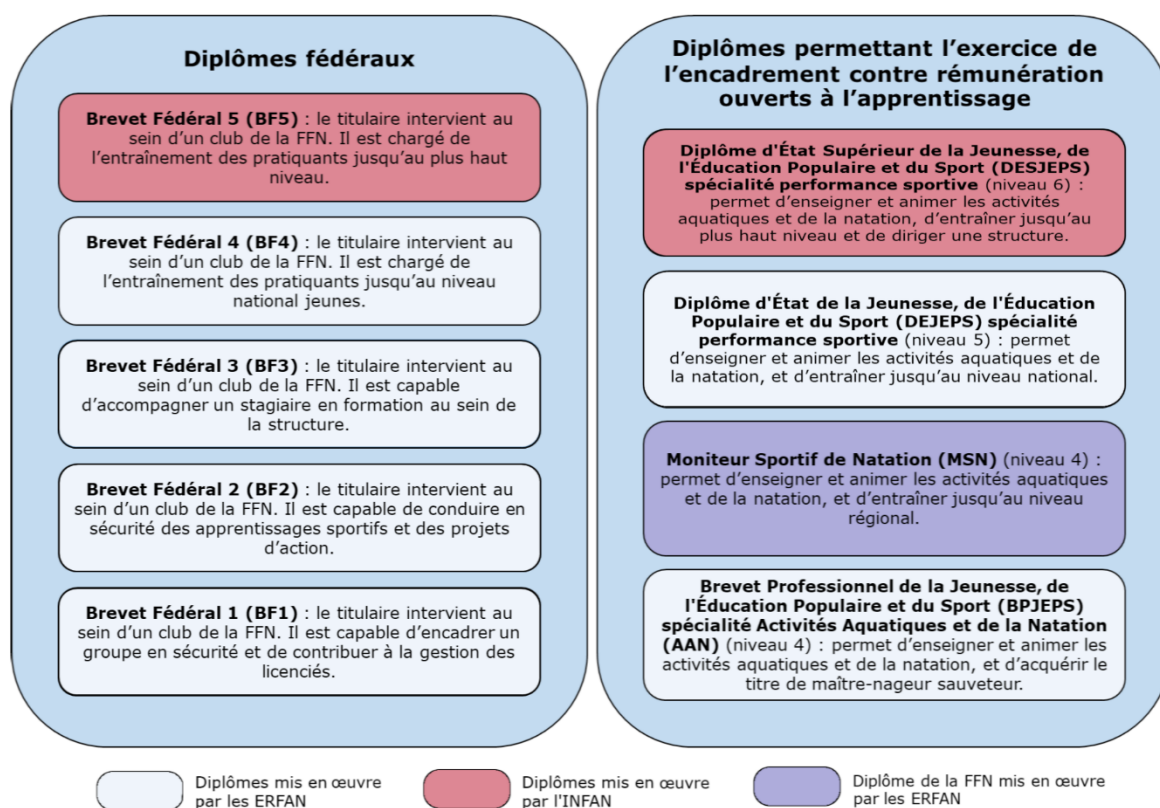 Diplômes fédéraux
Brevet Fédéral 5 (BF5) : le titulaire intervient au
sein d’un club de la FFN. Il est chargé de
l’entraînement des pratiquants jusqu’au plus haut
niveau.
Brevet Fédéral 4 (BF4) : le titulaire intervient au
sein d’un club de la FFN. Il est chargé de
l’entraînement des pratiquants jusqu’au niveau
national jeunes.
Brevet Fédéral 3 (BF3) : le titulaire intervient au
sein d’un club de la FFN. Il est capable
d’accompagner un stagiaire en formation au sein de
la structure.
Brevet Fédéral 2 (BF2) : le titulaire intervient au
sein d’un club de la FFN. Il est capable de conduire en
sécurité des apprentissages sportifs et des projets
d’action.
Brevet Fédéral 1 (BF1) : le titulaire intervient au
sein d’un club de la FFN. Il est capable d’encadrer un
groupe en sécurité et de contribuer à la gestion des
licenciés.
Diplômes permettant l’exercice de
l’encadrement contre rémunération
ouverts à l’apprentissage
Diplôme d'État Supérieur de la Jeunesse, de
l'Éducation Populaire et du Sport (DESJEPS)
spécialité performance sportive (niveau 6) :
permet d’enseigner et animer les activités
aquatiques et de la natation, d’entraîner jusqu’au
plus haut niveau et de diriger une structure.
Diplôme d'État de la Jeunesse, de l'Éducation
Populaire et du Sport (DEJEPS) spécialité
performance sportive (niveau 5) : permet
d’enseigner et animer les activités aquatiques et de
la natation, et d’entraîner jusqu’au niveau national.
Moniteur Sportif de Natation (MSN) (niveau 4) :
permet d’enseigner et animer les activités aquatiques
et de la natation, et d’entraîner jusqu’au niveau
régional.
Brevet Professionnel de la Jeunesse, de
l'Éducation Populaire et du Sport (BPJEPS)
spécialité Activités Aquatiques et de la Natation
(AAN) (niveau 4) : permet d’enseigner et animer les
activités aquatiques et de la natation, et d’acquérir le
titre de maître-nageur sauveteur.
Diplômes mis en œuvre
par les ERFAN
Diplômes mis en œuvre
par l'INFAN
Diplôme de la FFN mis en œuvre
par les ERFAN